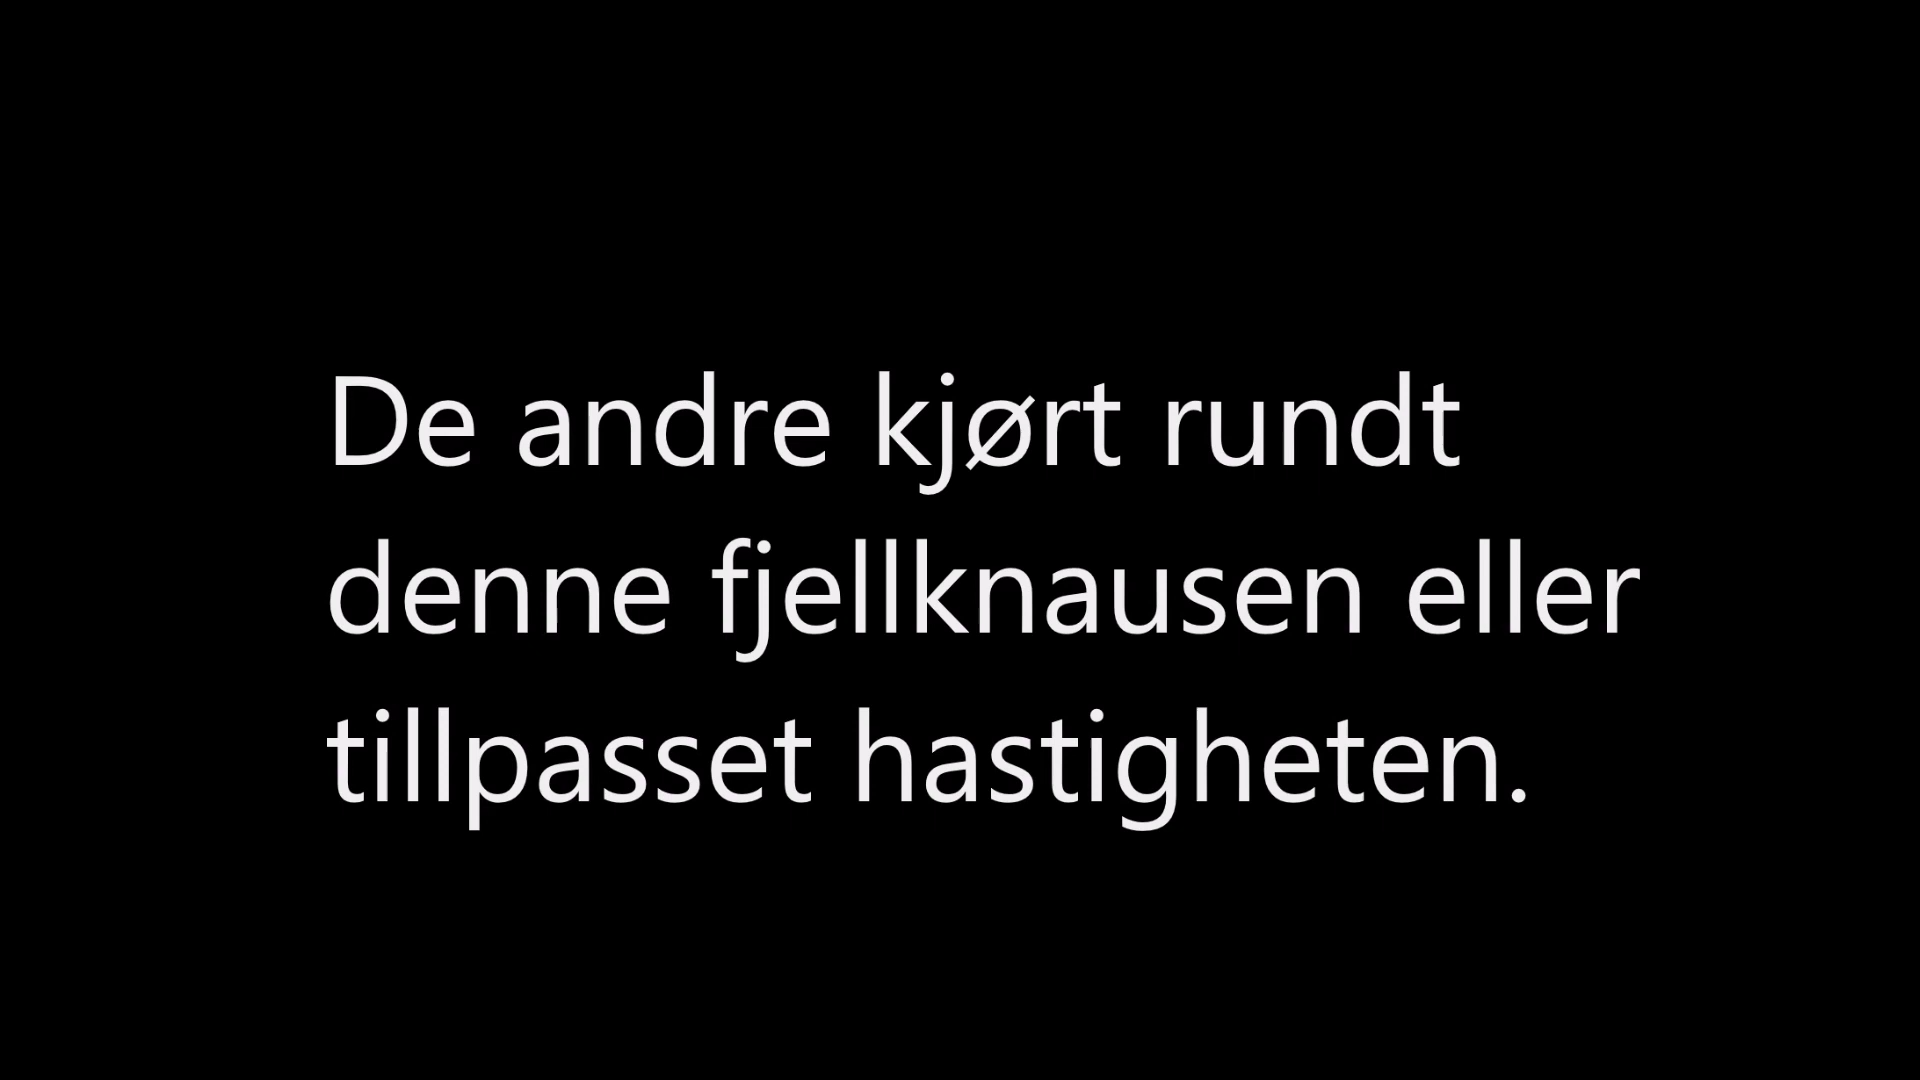 De andre kjørt rundt
denne fjellknausen eller
tillpasset hastigheten.